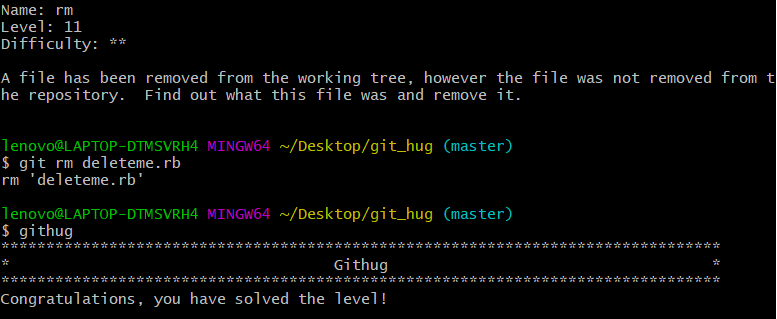 Name: rm
Level: 11
Difficulty: **
A file has been removed from the working tree, however the file was not removed from t
he repository.  Find out what this file was and remove it.
lenovo@LAPTOP-DTMSVRH4 MINGW64 ~/Desktop/git_hug (master)
$ git rm deleteme.rb
rm 'deleteme.rb'
lenovo@LAPTOP-DTMSVRH4 MINGW64 ~/Desktop/git_hug (master)
$ githug
********************************************************************************
*                                    Githug                                    *
********************************************************************************
Congratulations, you have solved the level!